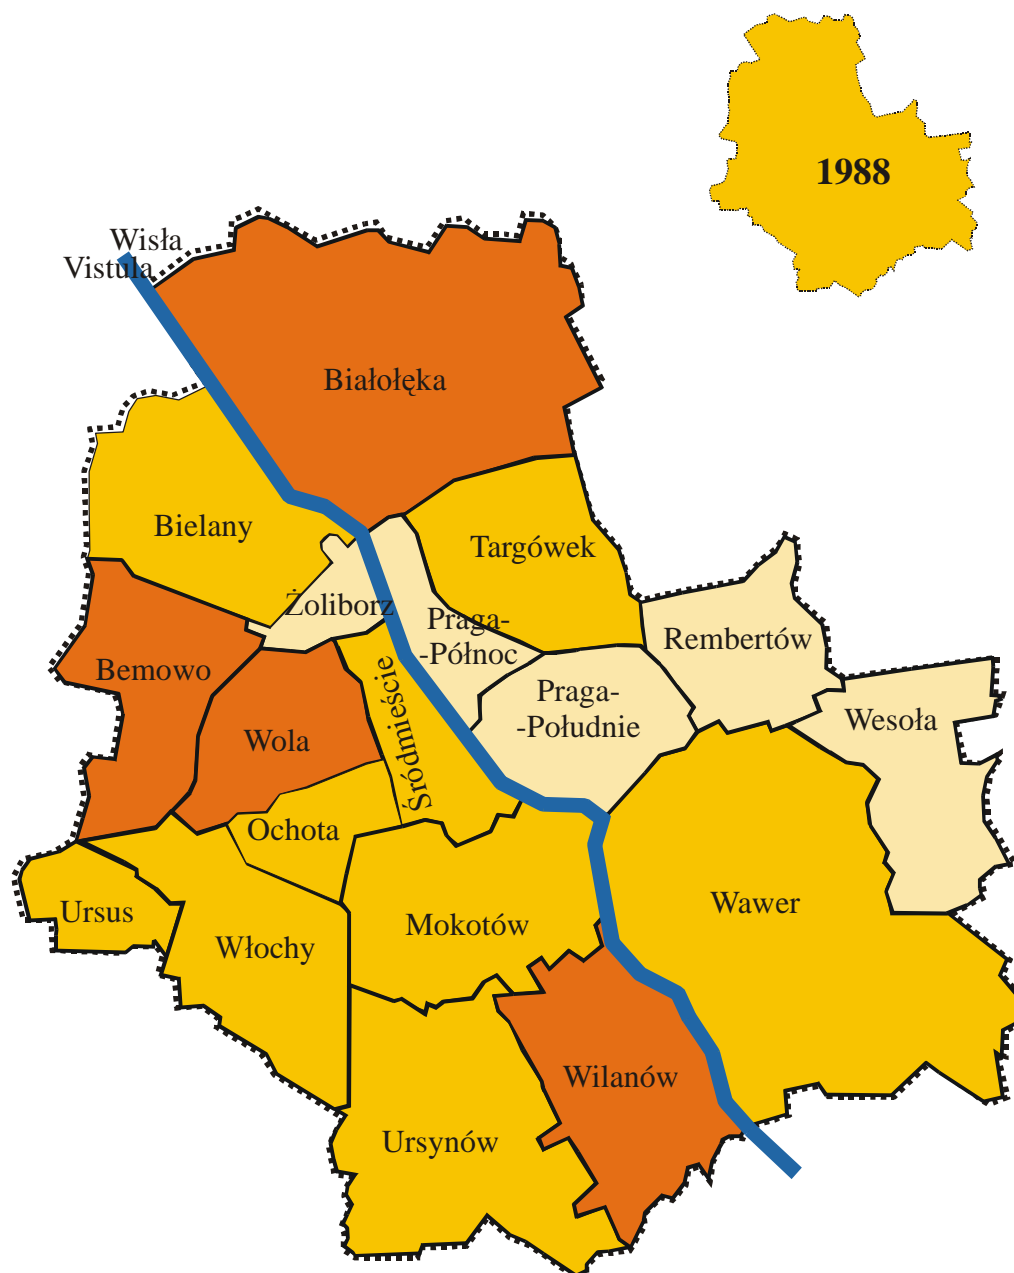 1988
Wisła
Vistula
Białołęka
Bielany
Targówek
Żoliborz
Praga-
-Północ
Rembertów
Bemowo
Praga-
-Południe
Wesoła
Wola
Śródmieście
Ochota
Ursus
Włochy
Mokotów
Wawer
Wilanów
Ursynów